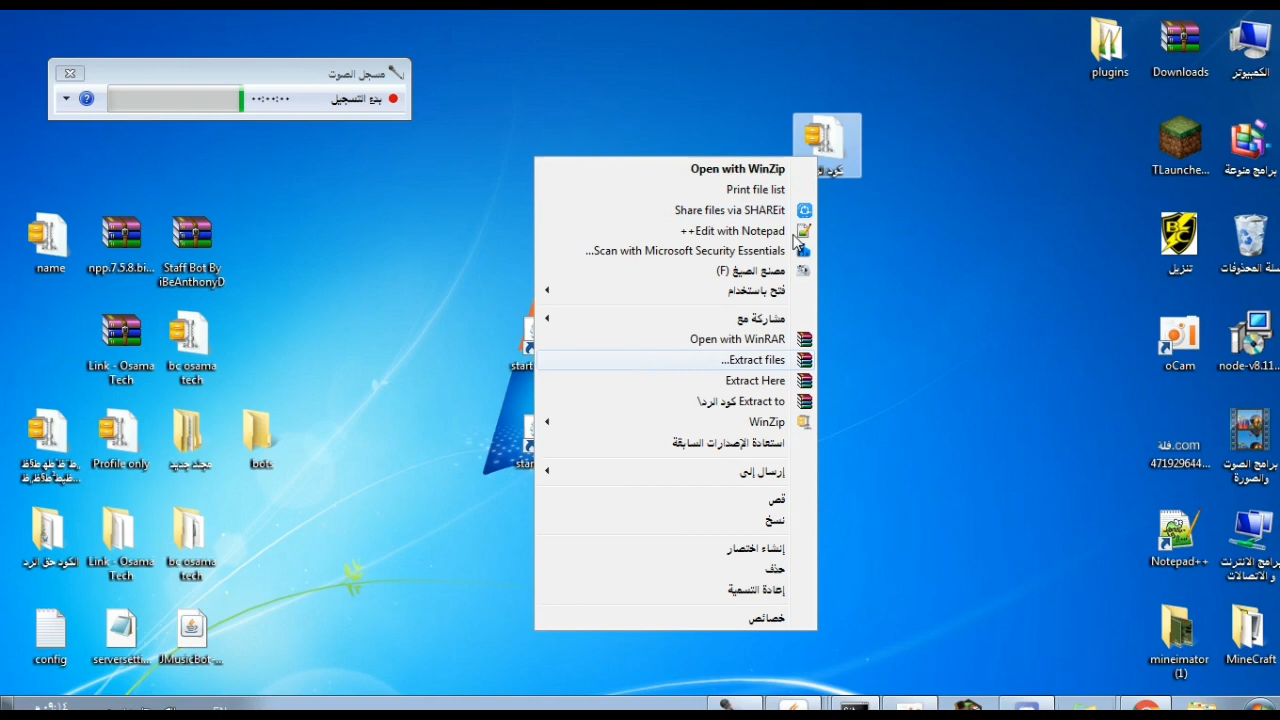 مسجل الصوت
بدء التسجيل
٠٠:٠٠:٠٠
plugins
Downloads
الكمبيوتر
TLaunche...
برامج منوعة
تنزيل
سلة المحذوفات
oCam
node-v8.11...
فلة.com
471929644...
برامج الصوت
والصورة
Notepad++
برامج الانترنت
و الاتصالات
mineimator
(1)
MineCraft
Open with WinZip
Print file list
Share files via SHAREit
Edit with Notepad++
Scan with Microsoft Security Essentials...
مصنع الصيغ (F)
فتح باستخدام
مشاركة مع
Open with WinRAR
Extract files...
Extract Here
Extract to كود الرد\
WinZip
استعادة الإصدارات السابقة
إرسال إلى
قص
نسخ
إنشاء اختصار
حذف
إعادة التسمية
خصائص
name
npp.7.5.8.bi...
Staff Bot By
iBeAnthonyD
Link - Osama
Tech
bc osama
tech
Profile only
مجلد جديد
bots
الكود حق الرد
Link - Osama
Tech
bc osama
tech
config
serversetti...
JMusicbot-...